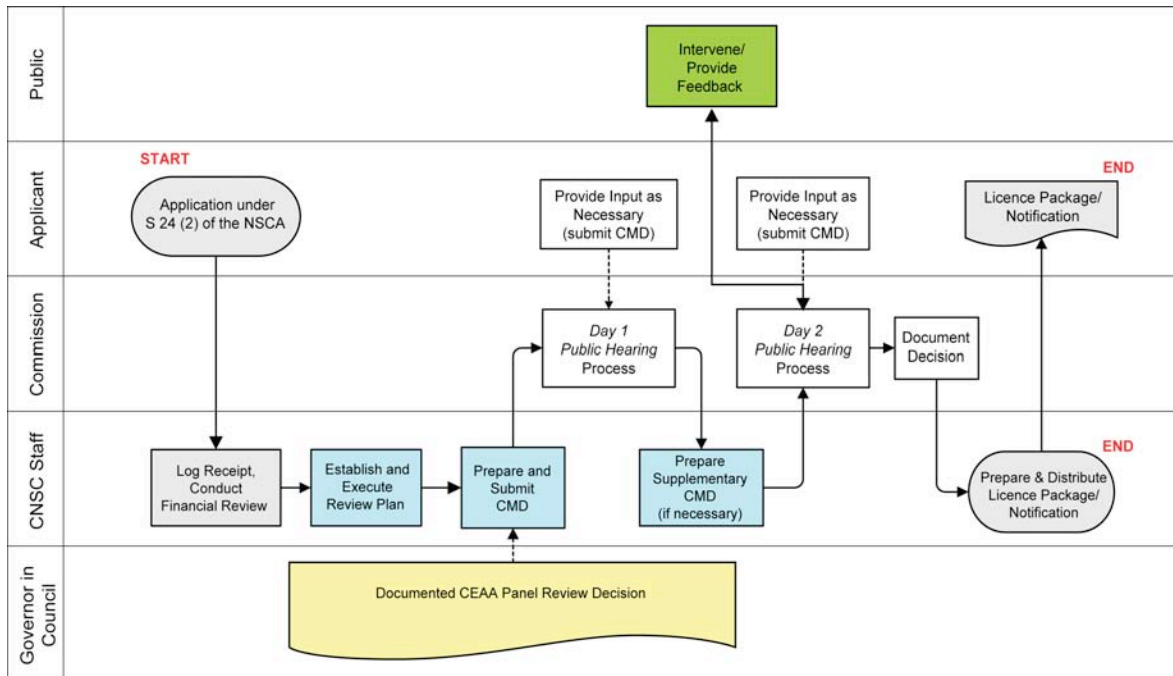 Public
Intervene/
Provide
Feedback
Applicant
START
Application under
S 24 (2) of the NSCA
Provide Input as
Necessary
(submit CMD)
Provide Input as
Necessary
(submit CMD)
END
Licence Package/
Notification
Commission
Day 1
Public Hearing
Process
Day 2
Public Hearing
Process
Document
Decision
CNSC Staff
Log Receipt,
Conduct
Financial Review
Establish and
Execute
Review Plan
Prepare and
Submit
CMD
Prepare
Supplementary
CMD
(if necessary)
END
Prepare & Distribute
Licence Package/
Notification
Governor in
Council
Documented CEAA Panel Review Decision